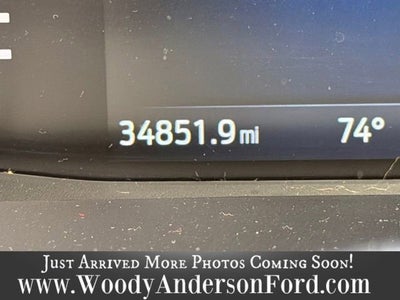 34851.9 mi 74°
Just Arrived More Photos Coming Soon!
www.WoodyAndersonFord.com